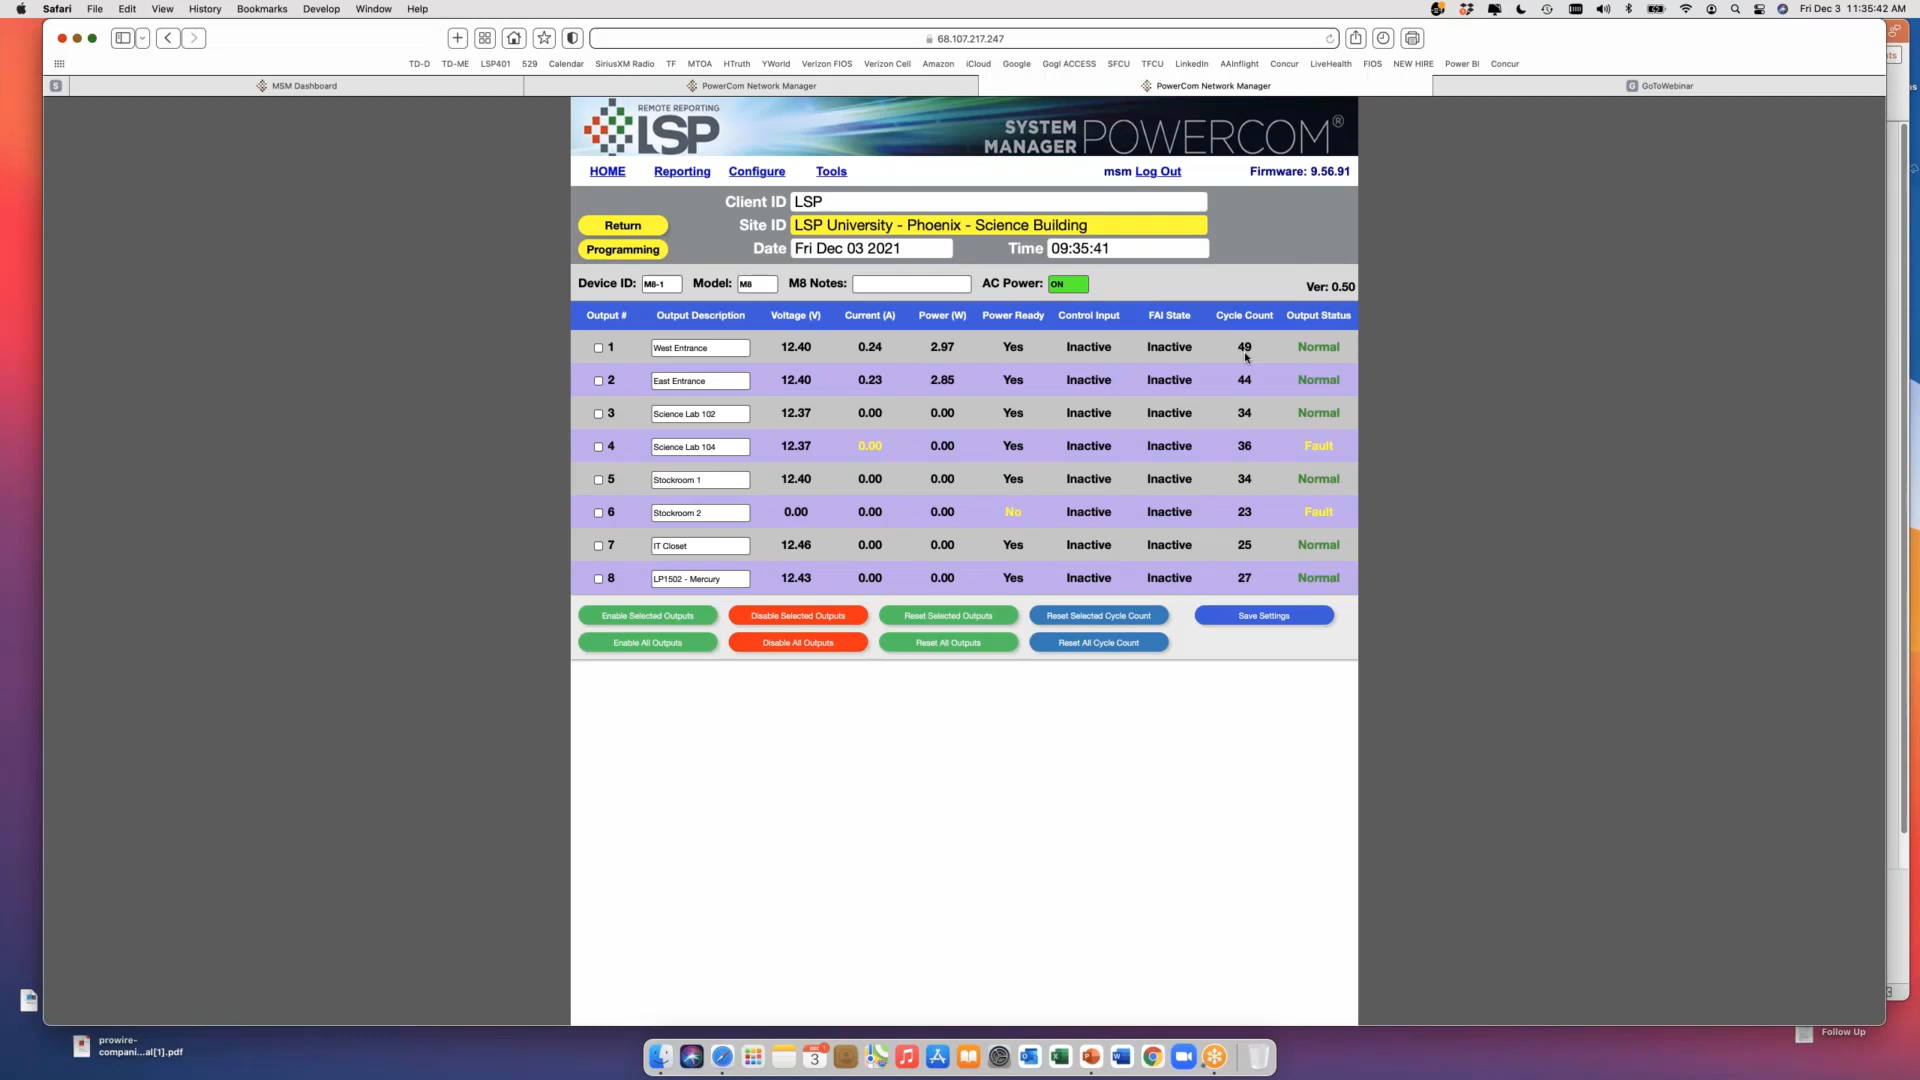 Safari File Edit View History Bookmarks Develop Window Help Fri Dec 3 11:35:42 AM
68.107.217.247
TD-D TD-ME LSP401 529 Calendar SiriusXM Radio TF MTOA HTruth YWorld Verizon FIOS Verizon Cell Amazon iCloud Google Gogl ACCESS SFCU TFCU LinkedIn AAInflight Concur LiveHealth FIOS NEW HIRE Power BI Concur
S MSM Dashboard PowerCom Network Manager PowerCom Network Manager G GoToWebinar
REMOTE REPORTING
LSP SYSTEM MANAGER POWERCOM®
HOME Reporting Configure Tools msm Log Out Firmware: 9.56.91
Client ID LSP
Return Site ID LSP University - Phoenix - Science Building
Programming Date Fri Dec 03 2021 Time 09:35:41
Device ID: M8-1 Model: M8 M8 Notes: AC Power: ON Ver: 0.50
Output # Output Description Voltage (V) Current (A) Power (W) Power Ready Control Input FAI State Cycle Count Output Status
1 West Entrance 12.40 0.24 2.97 Yes Inactive Inactive 49 Normal
2 East Entrance 12.40 0.23 2.85 Yes Inactive Inactive 44 Normal
3 Science Lab 102 12.37 0.00 0.00 Yes Inactive Inactive 34 Normal
4 Science Lab 104 12.37 0.00 0.00 Yes Inactive Inactive 36 Fault
5 Stockroom 1 12.40 0.00 0.00 Yes Inactive Inactive 34 Normal
6 Stockroom 2 0.00 0.00 0.00 No Inactive Inactive 23 Fault
7 IT Closet 12.46 0.00 0.00 Yes Inactive Inactive 25 Normal
8 LP1502 - Mercury 12.43 0.00 0.00 Yes Inactive Inactive 27 Normal
Enable Selected Outputs Disable Selected Outputs Reset Selected Outputs Reset Selected Cycle Count Save Settings
Enable All Outputs Disable All Outputs Reset All Outputs Reset All Cycle Count
prowire-
compani...al[1].pdf
Follow Up
DEC
3